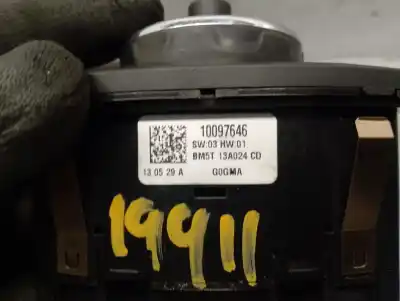 10097646
SW:03 HW:01
BM5T 13A024 CD
13 05 29 A G0GMA
19911